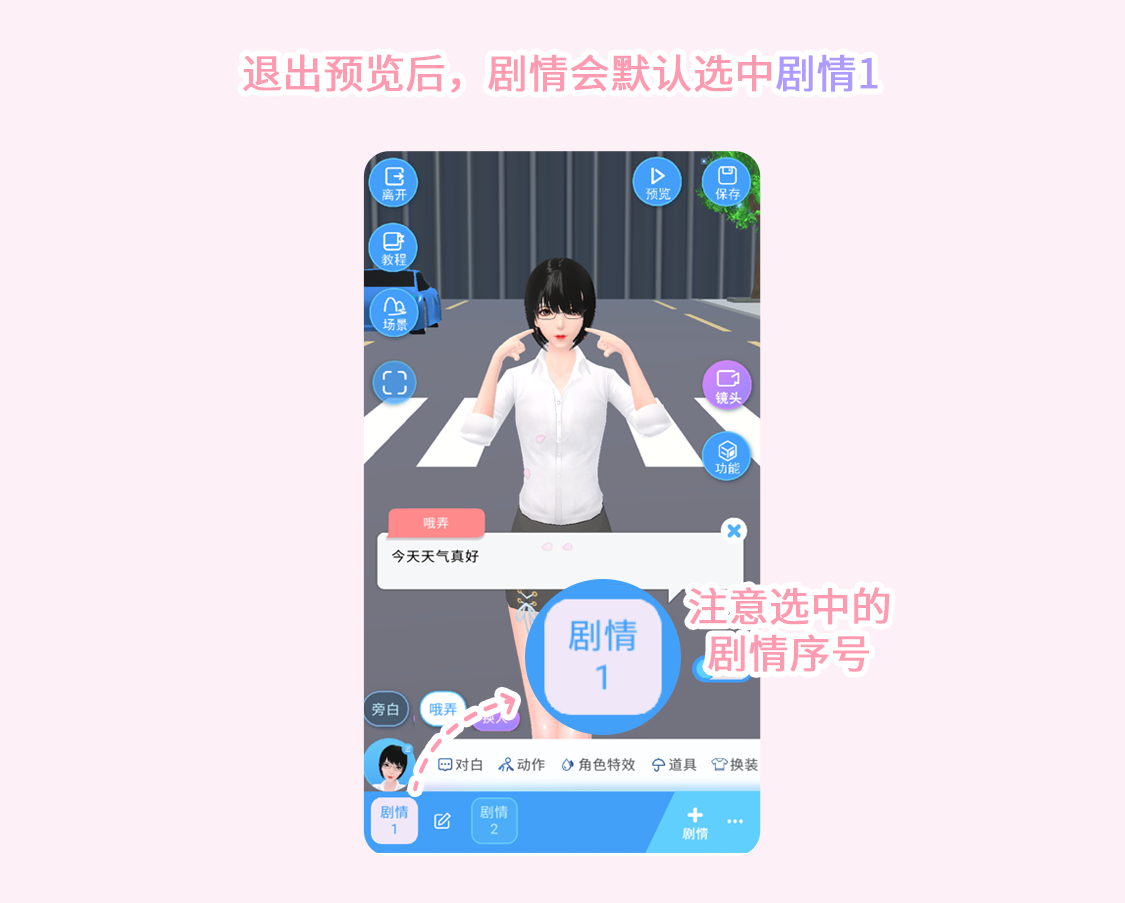 退出预览后，剧情会默认选中剧情1
离开
预览
保存
教程
场景
镜头
功能
哦弄
今天天气真好
注意选中的
剧情序号
剧情
1
旁白
哦弄
换人
对白
动作
角色特效
道具
换装
剧情
1
剧情
2
剧情